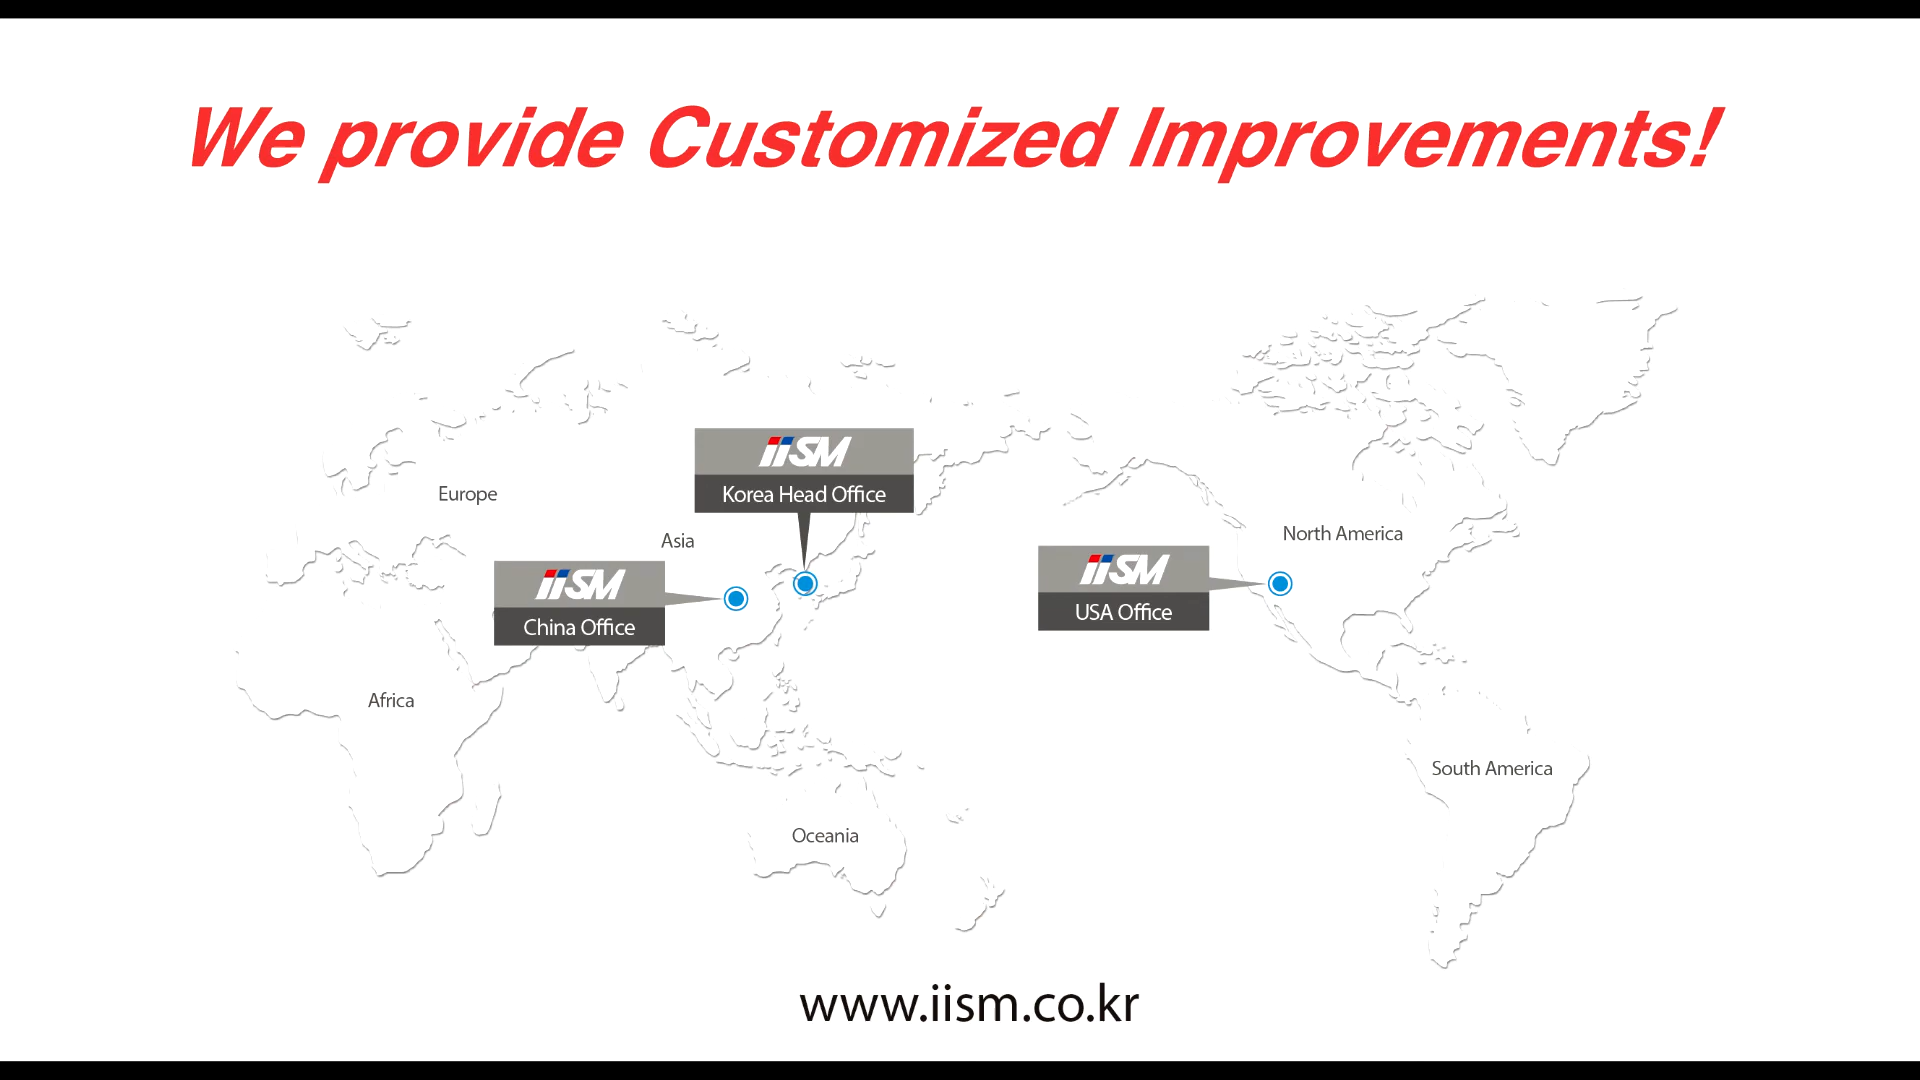 We provide Customized Improvements!
iiSM
Korea Head Office
Europe
Asia
North America
iiSM
China Office
iiSM
USA Office
Africa
South America
Oceania
www.iism.co.kr